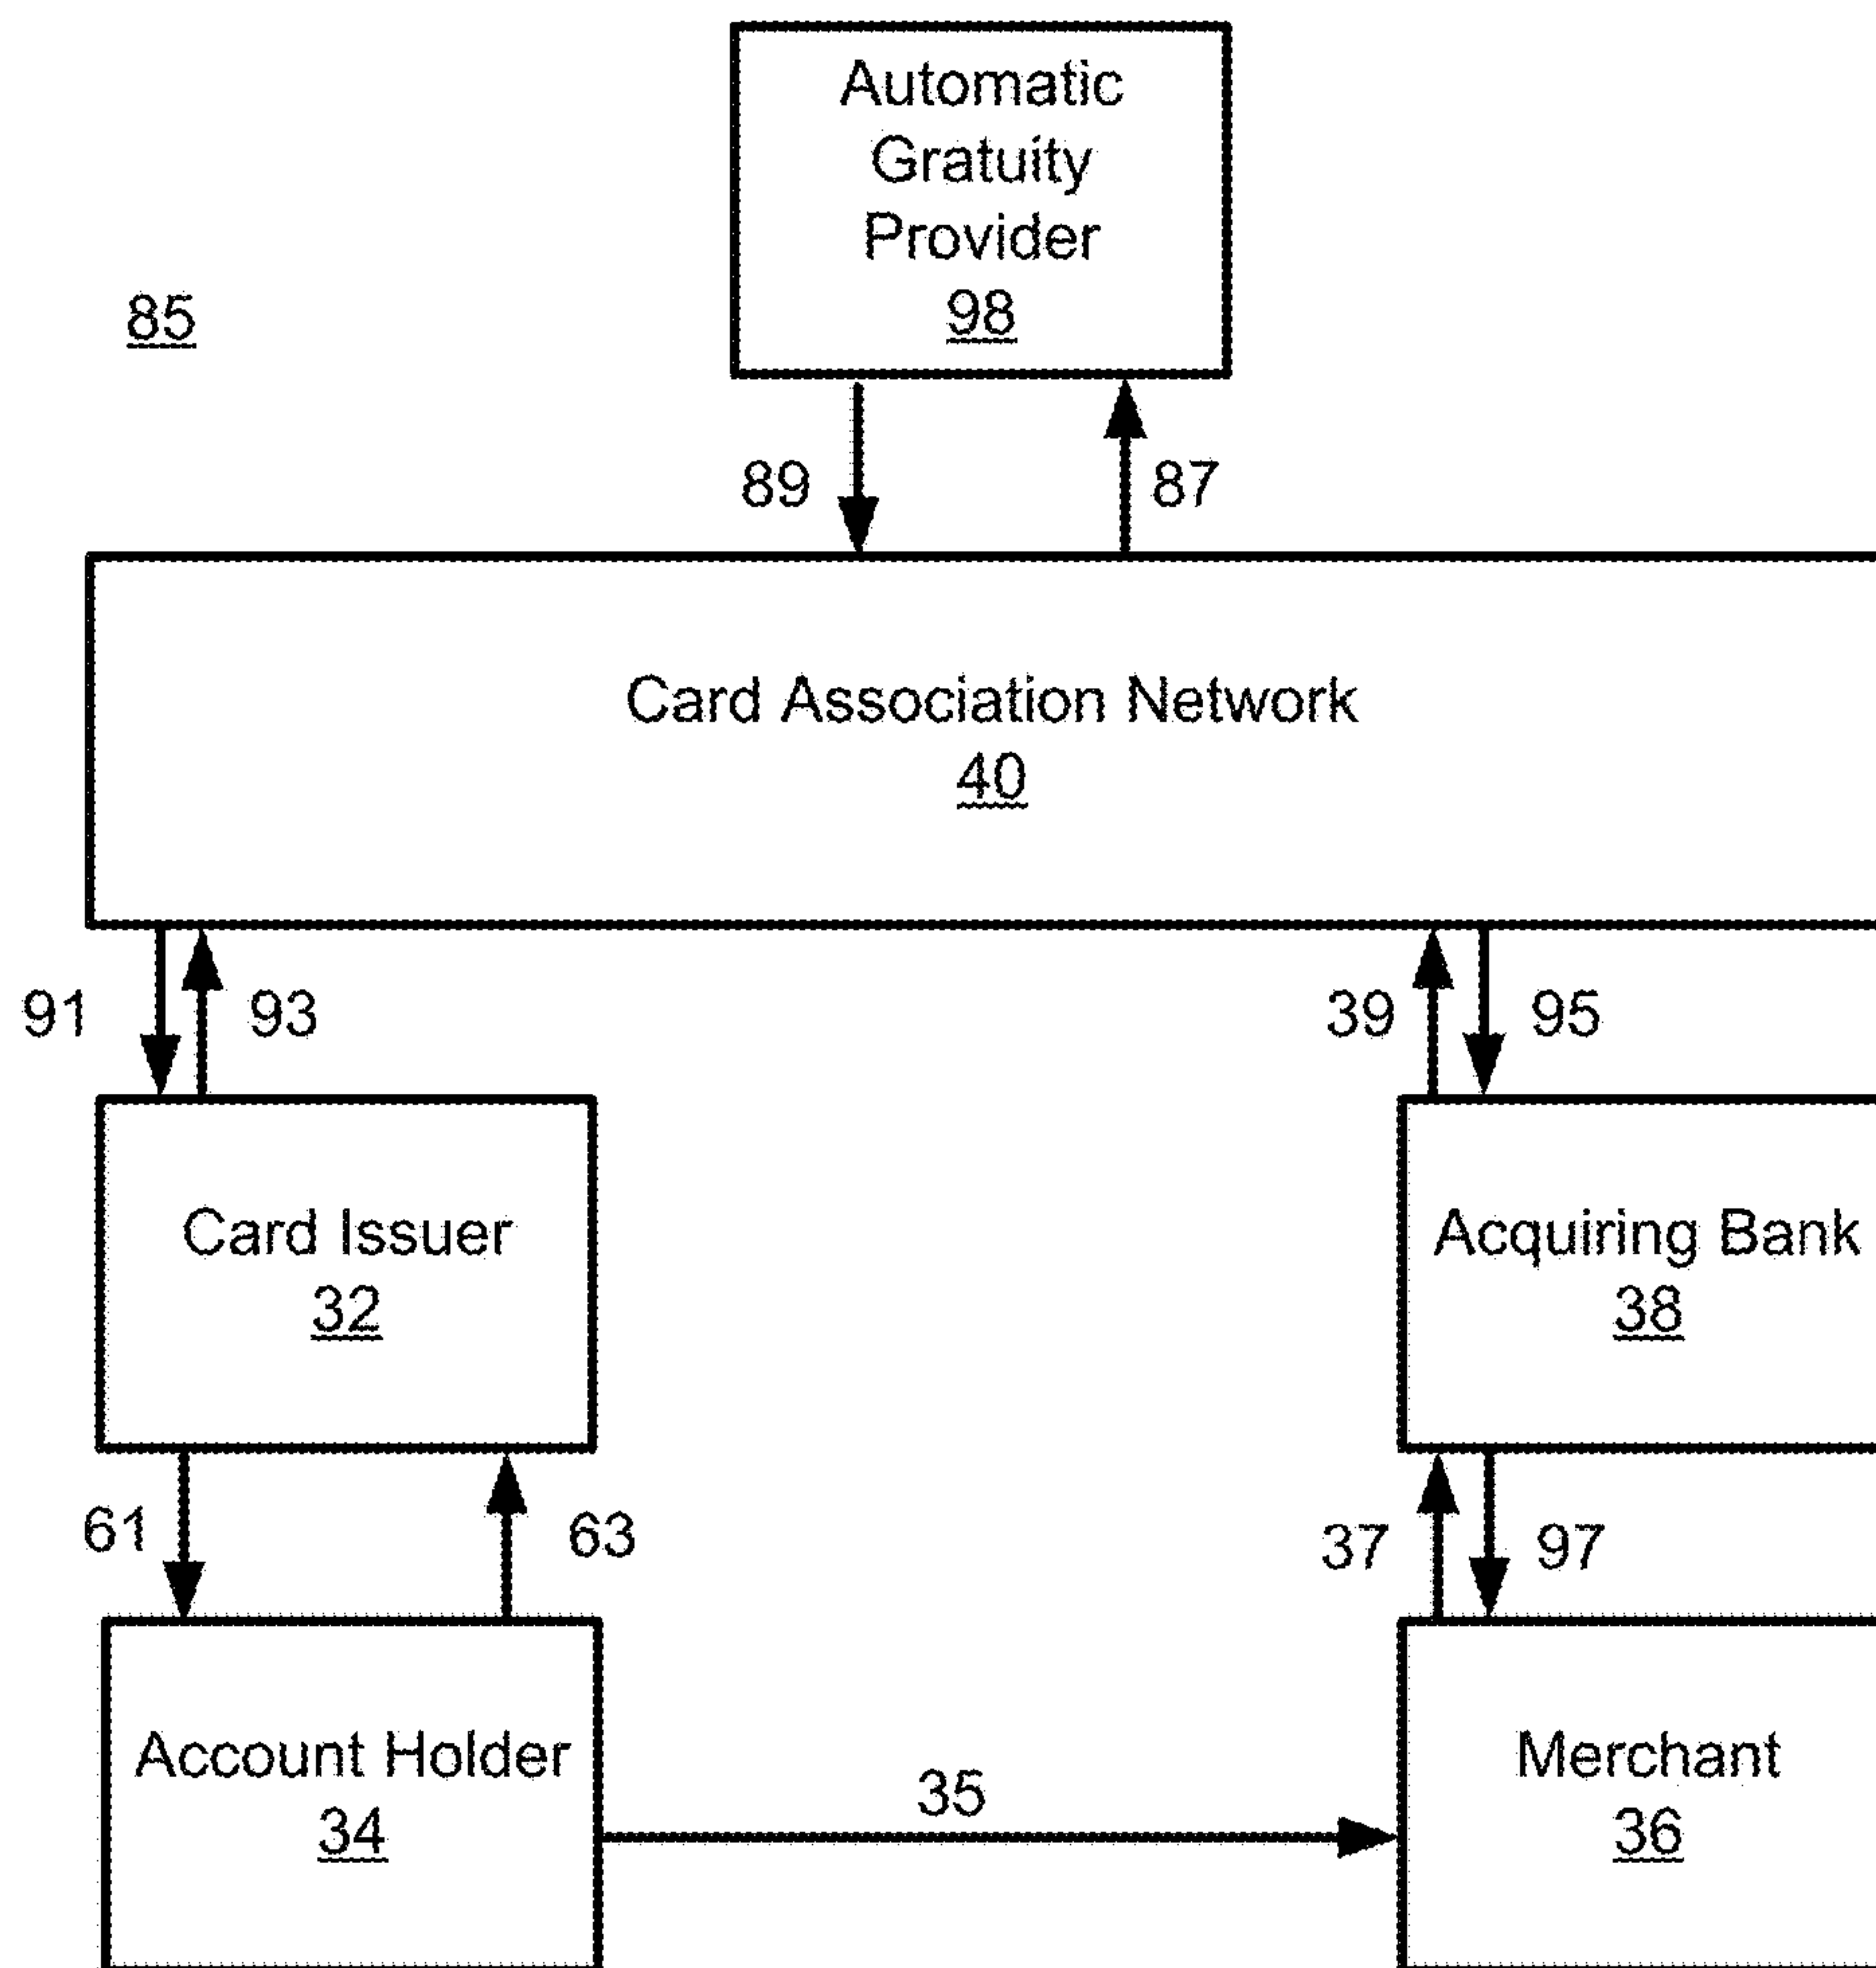 Automatic
Gratuity
Provider
98
85
89
87
Card Association Network
40
91
93
39
95
Card Issuer
32
Acquiring Bank
38
61
63
37
97
Account Holder
34
35
Merchant
36